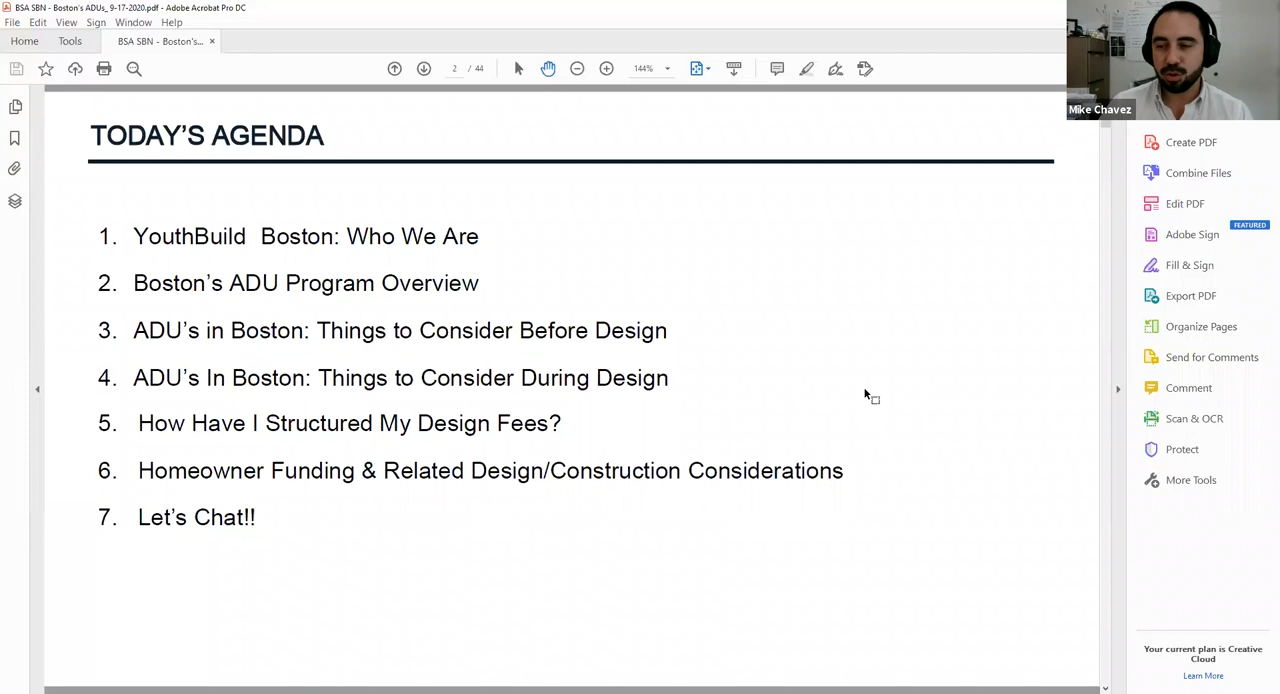 BSA SBN - Boston's ADUs_ 9-17-2020.pdf - Adobe Acrobat Pro DC
File Edit View Sign Window Help
Home Tools BSA SBN - Boston's... ×
2 / 44 144%
Mike Chavez
TODAY'S AGENDA
1. YouthBuild Boston: Who We Are
2. Boston's ADU Program Overview
3. ADU's in Boston: Things to Consider Before Design
4. ADU's In Boston: Things to Consider During Design
5. How Have I Structured My Design Fees?
6. Homeowner Funding & Related Design/Construction Considerations
7. Let's Chat!!
Create PDF
Combine Files
Edit PDF
FEATURED
Adobe Sign
Fill & Sign
Export PDF
Organize Pages
Send for Comments
Comment
Scan & OCR
Protect
More Tools
Your current plan is Creative
Cloud
Learn More